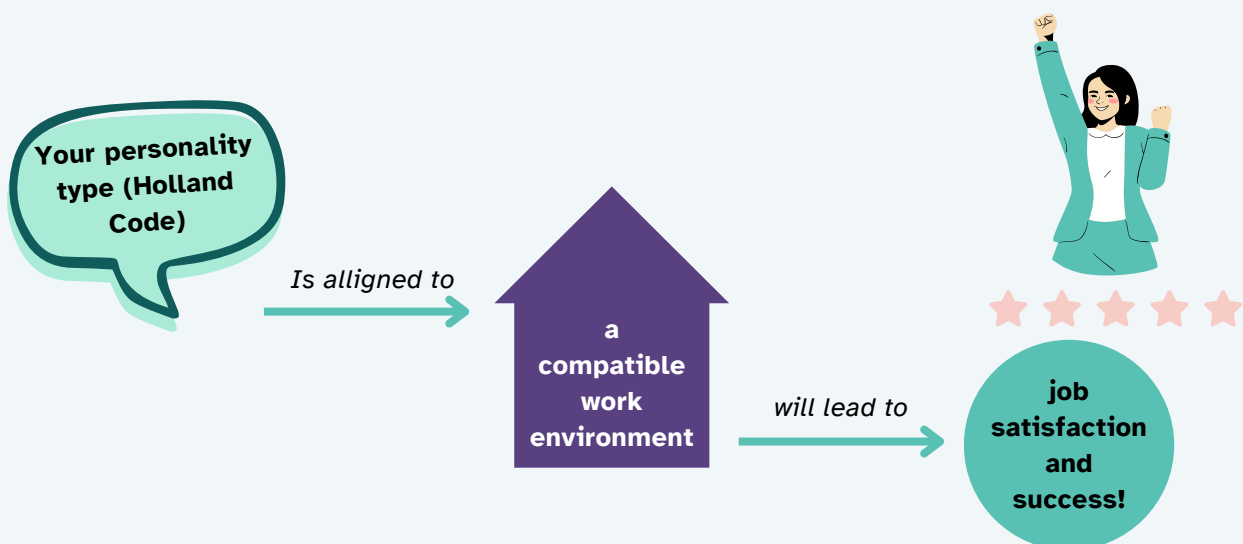 Your personality
type (Holland
Code)
Is alligned to
a
compatible
work
environment
will lead to
job
satisfaction
and
success!